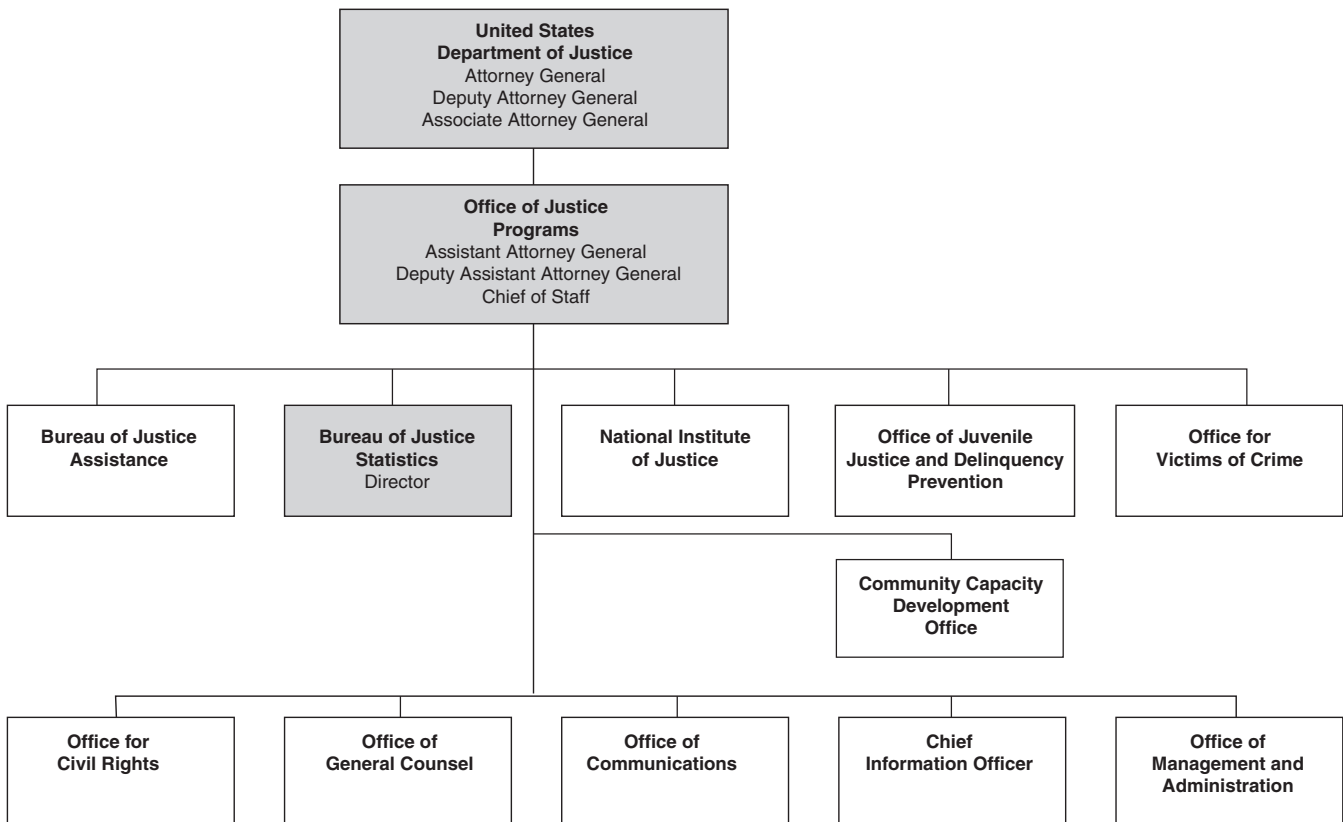 United States
Department of Justice
Attorney General
Deputy Attorney General
Associate Attorney General
Office of Justice
Programs
Assistant Attorney General
Deputy Assistant Attorney General
Chief of Staff
Bureau of Justice
Assistance
Bureau of Justice
Statistics
Director
National Institute
of Justice
Office of Juvenile
Justice and Delinquency
Prevention
Office for
Victims of Crime
Community Capacity
Development
Office
Office for
Civil Rights
Office of
General Counsel
Office of
Communications
Chief
Information Officer
Office of
Management and
Administration